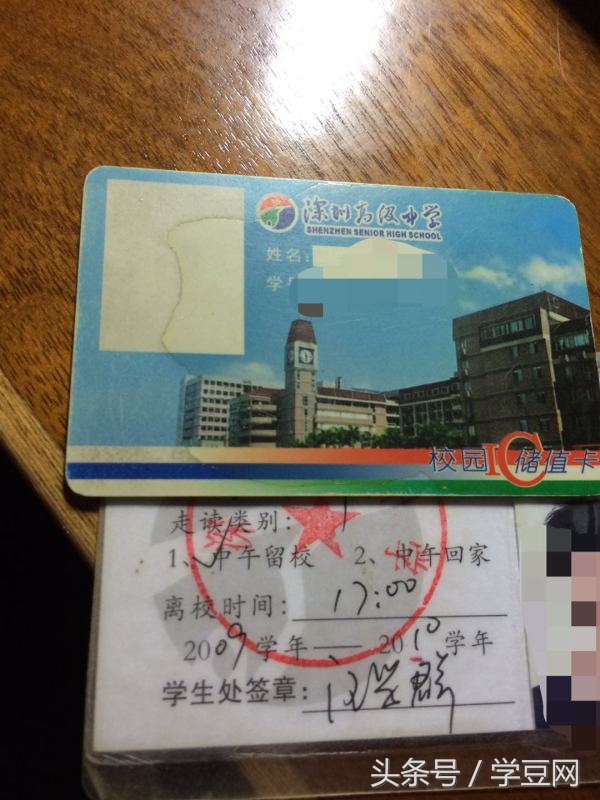 深圳高级中学
SHENZHEN SENIOR HIGH SCHOOL
姓名:
学号
校园IC储值卡
走读类别:
1、中午留校 2、中午回家
离校时间: 17:00
2009学年——2010学年
学生处签章:
头条号 / 学豆网